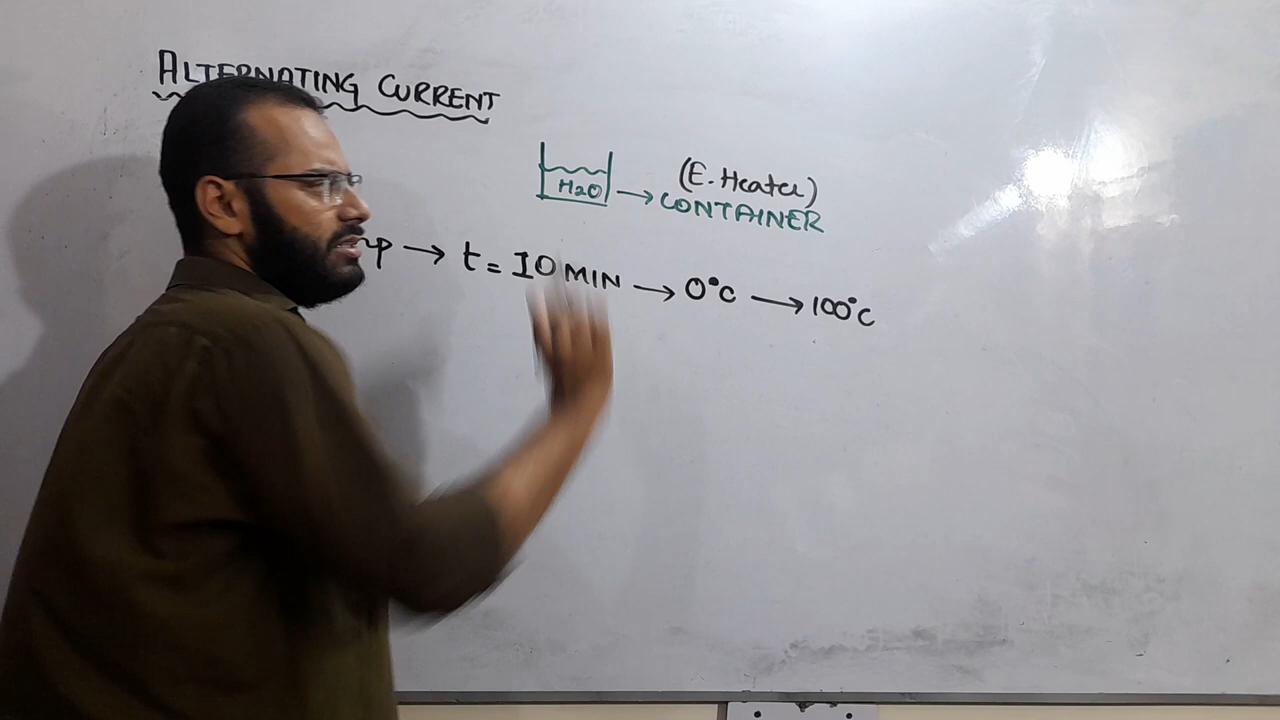 ALTERNATING CURRENT
(E.Heater)
H2O → CONTAINER
→ t = 10 MIN → 0°C → 100°C